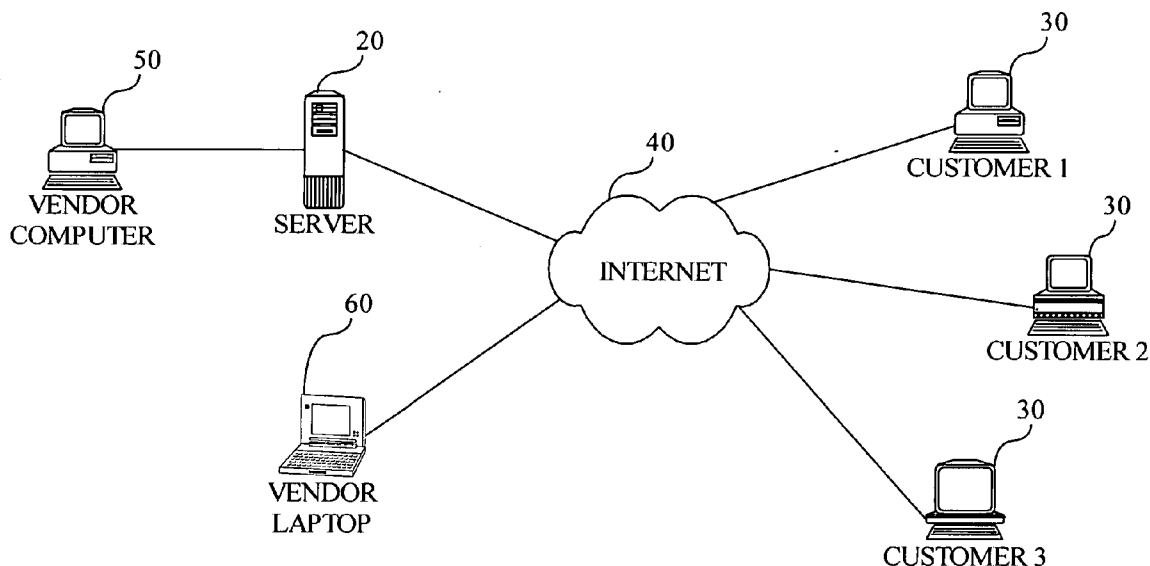 50
VENDOR
COMPUTER
20
SERVER
40
INTERNET
30
CUSTOMER 1
30
CUSTOMER 2
30
CUSTOMER 3
60
VENDOR
LAPTOP